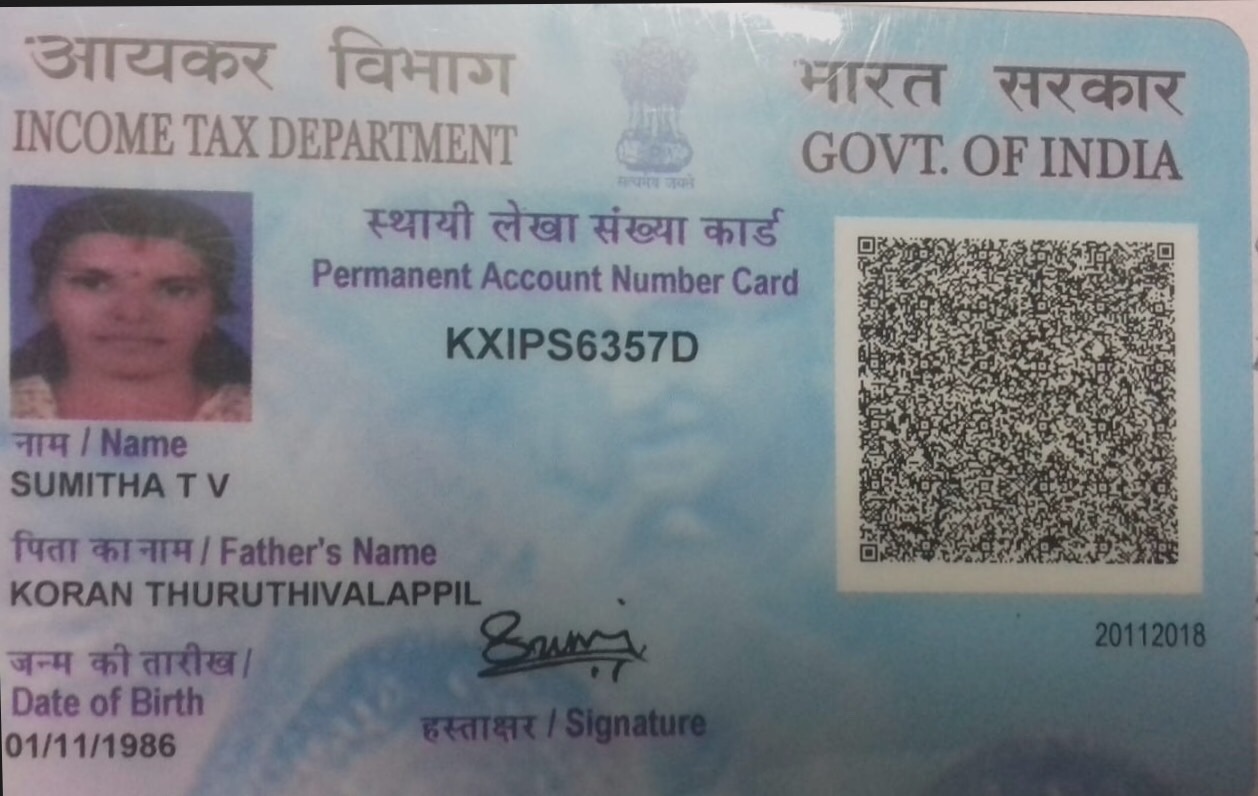 आयकर विभाग
INCOME TAX DEPARTMENT
भारत सरकार
GOVT. OF INDIA
सत्यमेव जयते
स्थायी लेखा संख्या कार्ड
Permanent Account Number Card
KXIPS6357D
नाम / Name
SUMITHA T V
पिता का नाम / Father's Name
KORAN THURUTHIVALAPPIL
20112018
जन्म की तारीख /
Date of Birth
01/11/1986
हस्ताक्षर / Signature